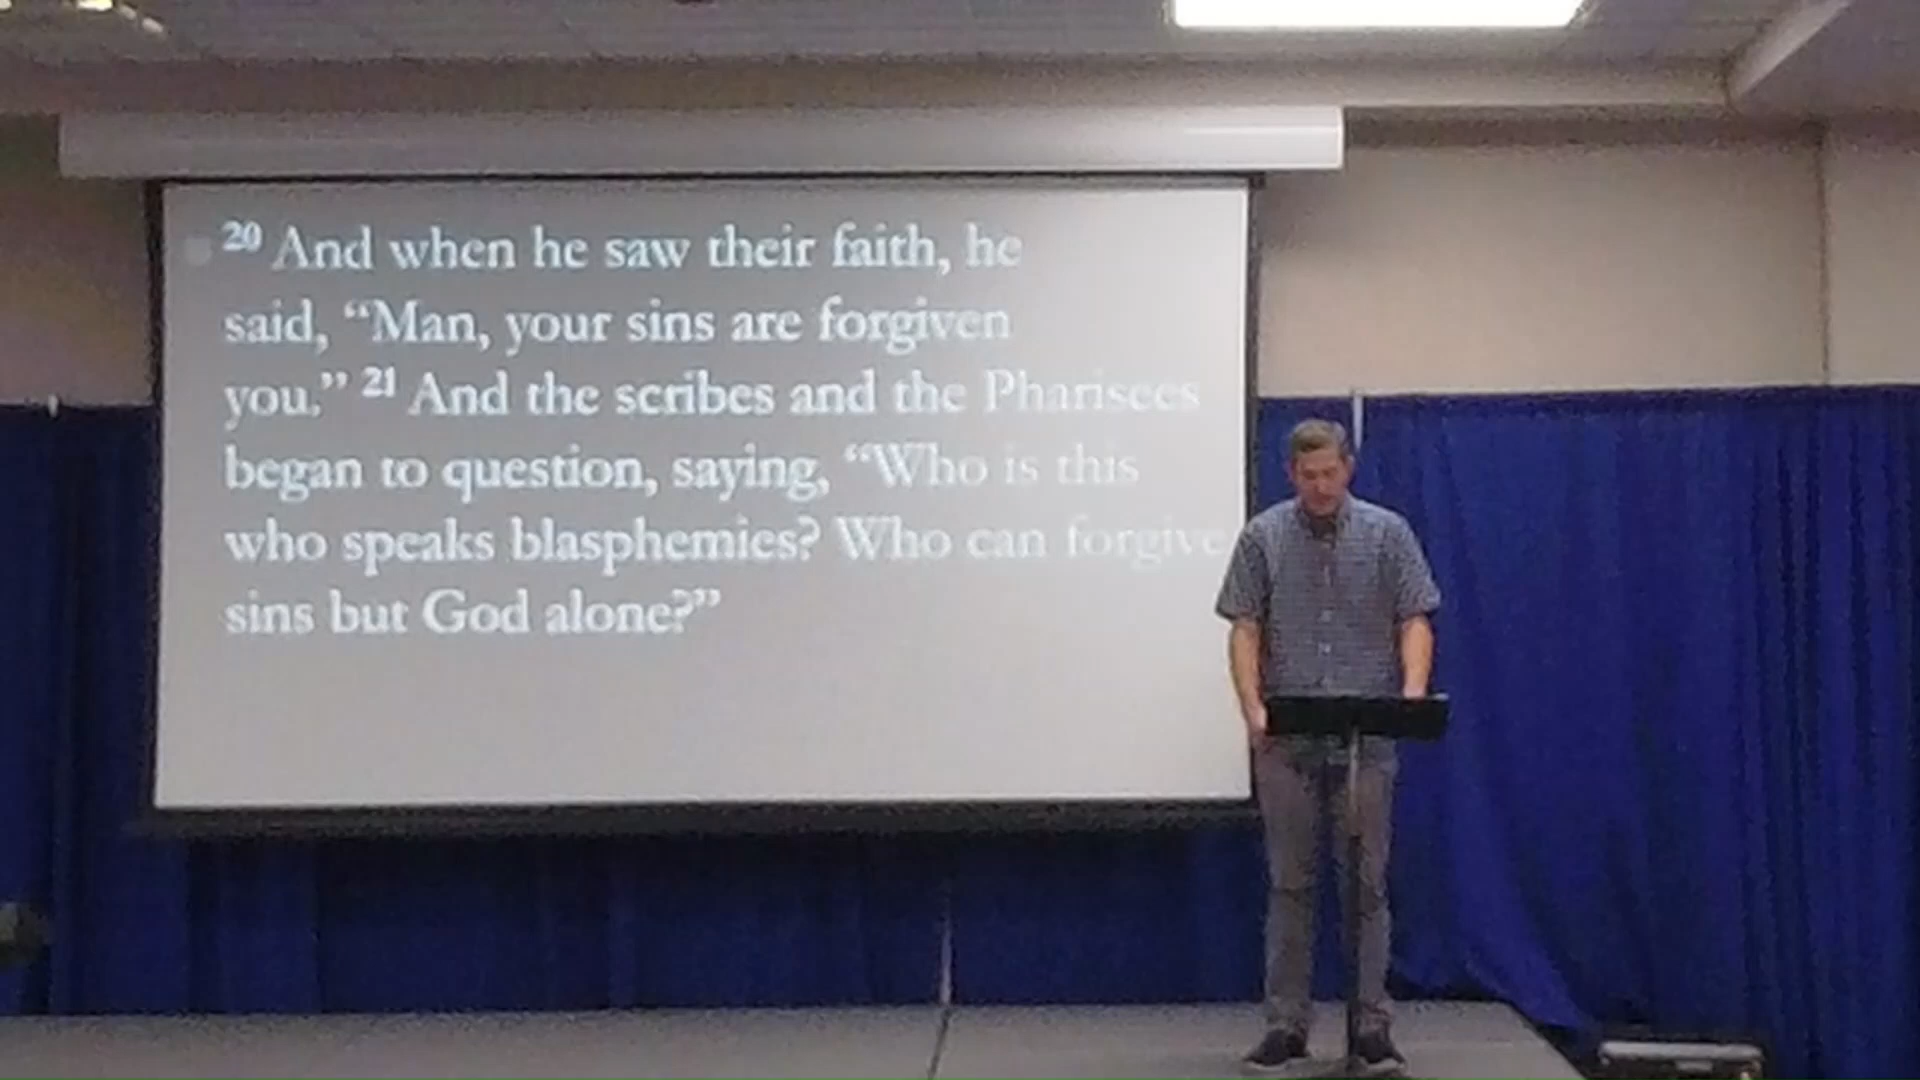 20 And when he saw their faith, he
said, “Man, your sins are forgiven
you.” 21 And the scribes and the Pharisees
began to question, saying, “Who is this
who speaks blasphemies? Who can forgive
sins but God alone?”